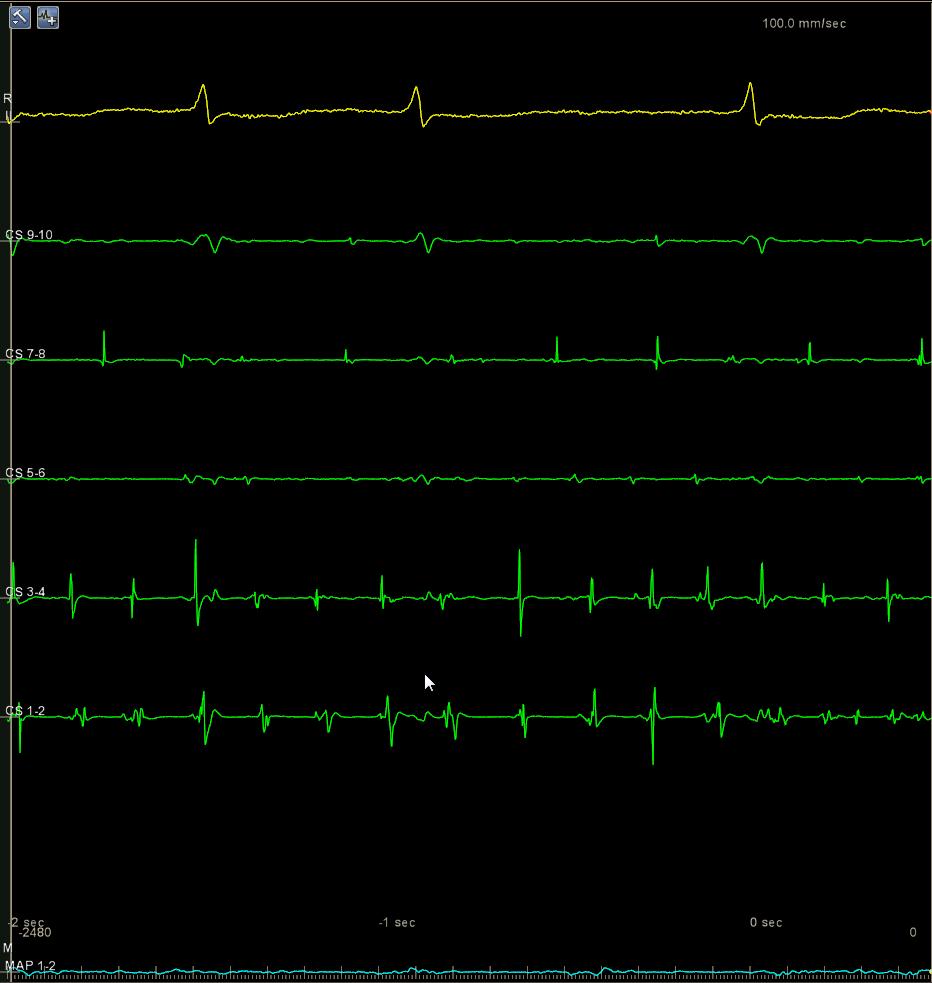 100.0 mm/sec
R
CS 9-10
CS 7-8
CS 5-6
CS 3-4
CS 1-2
-2 sec
-1 sec
0 sec
-2480
0
M
MAP 1-2